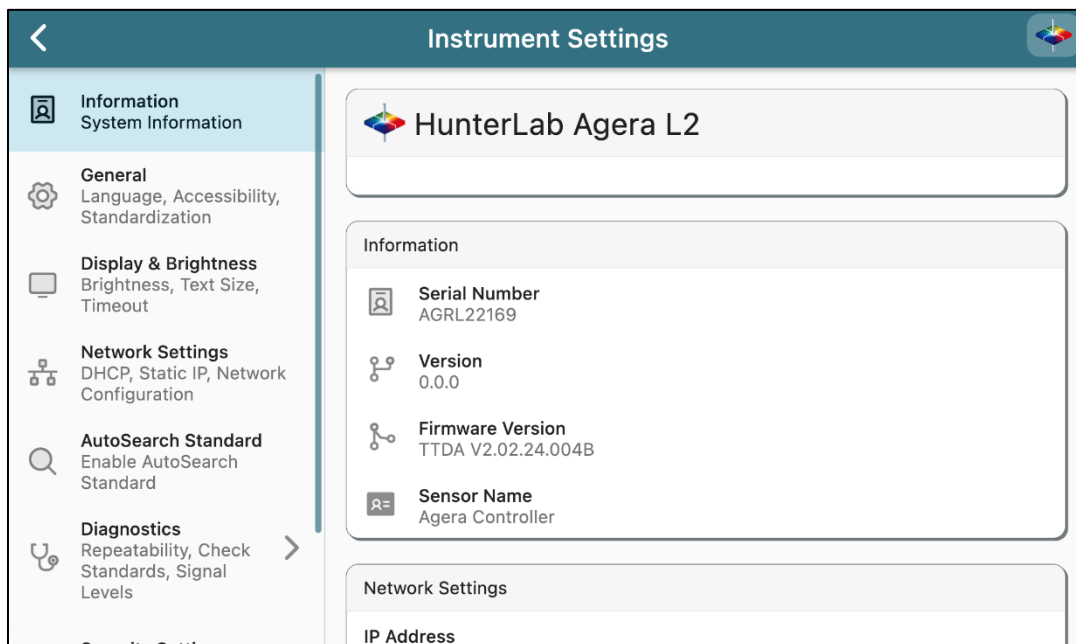 Instrument Settings
Information
System Information
General
Language, Accessibility,
Standardization
Display & Brightness
Brightness, Text Size,
Timeout
Network Settings
DHCP, Static IP, Network
Configuration
AutoSearch Standard
Enable AutoSearch
Standard
Diagnostics
Repeatability, Check
Standards, Signal
Levels
HunterLab Agera L2
Information
Serial Number
AGRL22169
Version
0.0.0
Firmware Version
TTDA V2.02.24.004B
Sensor Name
Agera Controller
Network Settings
IP Address